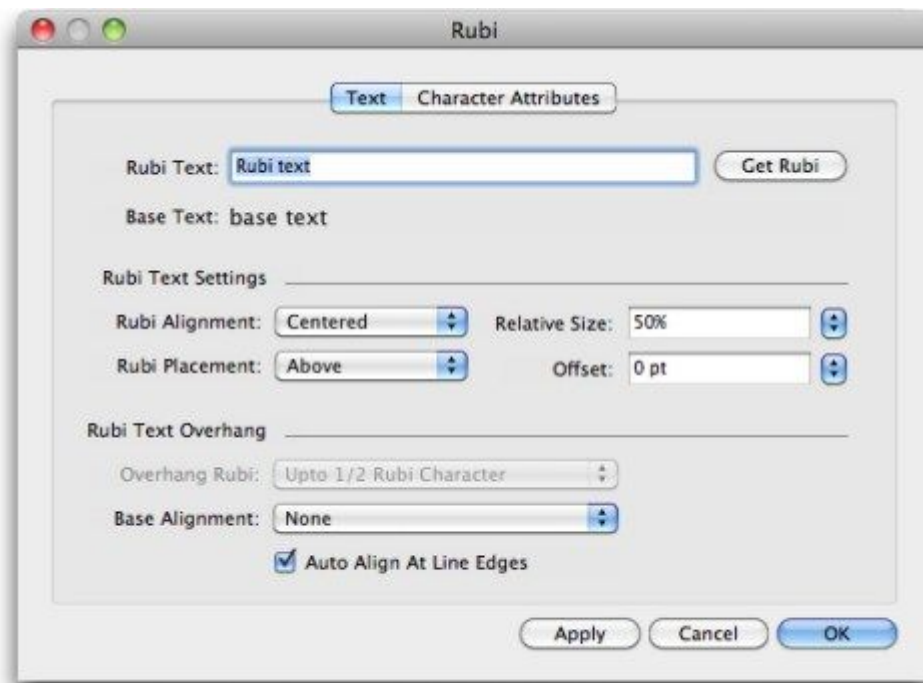 Rubi
Text Character Attributes
Rubi Text: Rubi text Get Rubi
Base Text: base text
Rubi Text Settings
Rubi Alignment: Centered Relative Size: 50%
Rubi Placement: Above Offset: 0 pt
Rubi Text Overhang
Overhang Rubi: Upto 1/2 Rubi Character
Base Alignment: None
Auto Align At Line Edges
Apply Cancel OK